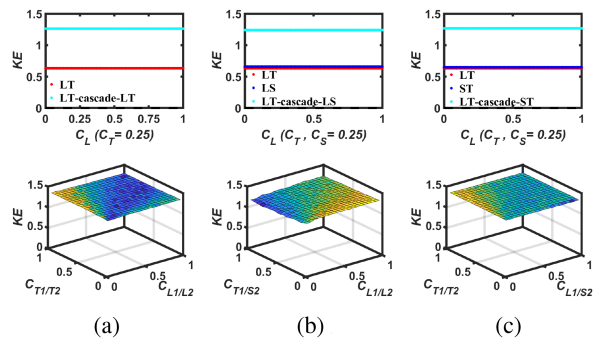 1.5
1
0.5
0
KE
LT
LT-cascade-LT
0 0.25 0.5 0.75 1
C_L (C_T = 0.25)
1.5
1
0.5
0
KE
LT
LS
LT-cascade-LS
0 0.5 1
C_L (C_T , C_S = 0.25)
1.5
1
0.5
0
KE
LT
ST
LT-cascade-ST
0 0.5 1
C_L (C_T , C_S = 0.25)
1.5
1
0.5
0
KE
1 0.5 0
C_T1/T2
0 0.5 1
C_L1/L2
(a)
1.5
1
0.5
0
KE
1 0.5 0
C_T1/S2
0 0.5 1
C_L1/L2
(b)
1.5
1
0.5
0
KE
1 0.5 0
C_T1/T2
0 0.5 1
C_L1/S2
(c)